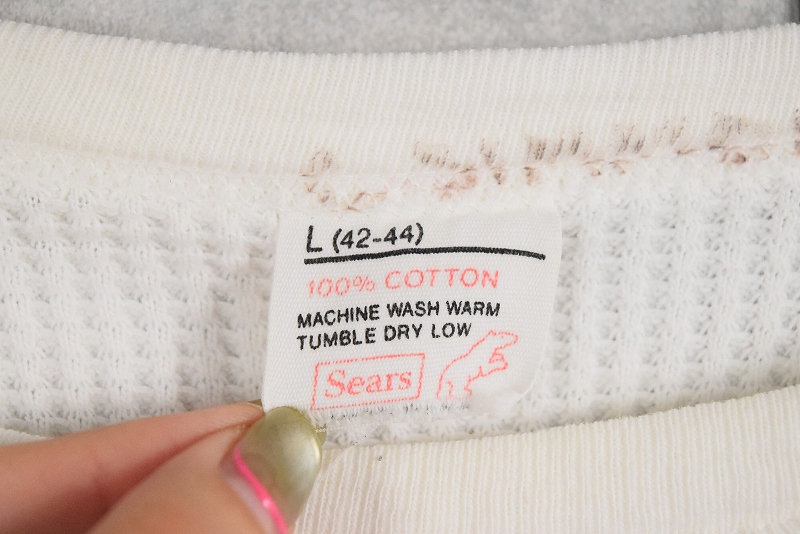 L (42-44)
100% COTTON
MACHINE WASH WARM
TUMBLE DRY LOW
Sears